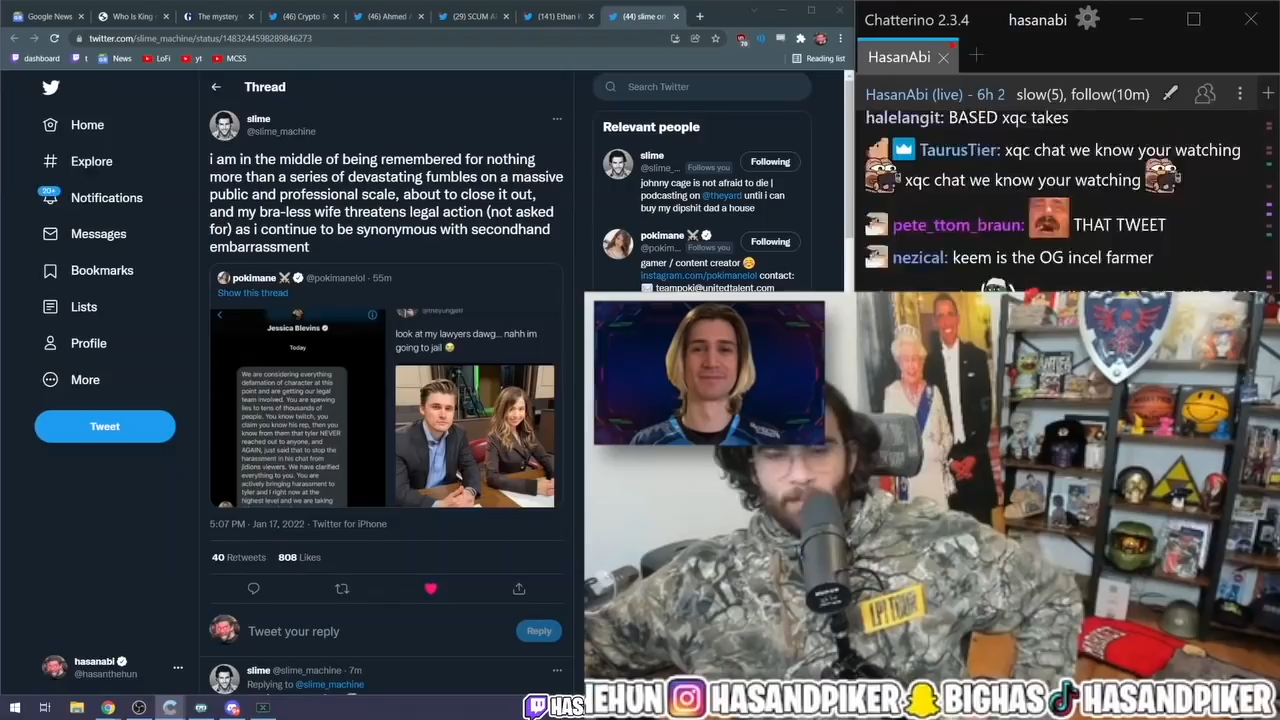 Google News
Who Is King
The mystery
(46) Crypto E
(46) Ahmed
(29) SCUM A
(141) Ethan
(44) slime on
twitter.com/slime_machine/status/1483244598289846273
dashboard
t
News
LoFi
yt
MCSS
Reading list
Home
Explore
20+
Notifications
Messages
Bookmarks
Lists
Profile
More
Tweet
hasanabi
@hasanthehun
Thread
slime
@slime_machine
i am in the middle of being remembered for nothing
more than a series of devastating fumbles on a massive
public and professional scale, about to close it out,
and my bra-less wife threatens legal action (not asked
for) as i continue to be synonymous with secondhand
embarrassment
pokimane @pokimanelol · 55m
Show this thread
Jessica Blevins
Today
We are considering everything
defamation of character at this
point and are getting our legal
team involved. You are spewing
lies to tens of thousands of
people. You know twitch, you
claim you know his rep, then you
know from them that tyler NEVER
reached out to anyone, and
AGAIN, just said that to stop the
harassment in his chat from
jidions viewers. We have clarified
everything to you. You are
actively bringing harassment to
tyler and I right now at the
highest level and we are taking
look at my lawyers dawg... nahh im
going to jail
5:07 PM · Jan 17, 2022 · Twitter for iPhone
40 Retweets 808 Likes
Tweet your reply
Reply
slime @slime_machine · 7m
Replying to @slime_machine
Search Twitter
Relevant people
slime
@slime_... Follows you
Following
johnny cage is not afraid to die |
podcasting on @theyard until i can
buy my dipshit dad a house
pokimane
@pokim... Follows you
Following
gamer / content creator
instagram.com/pokimanelol contact:
teampoki@unitedtalent.com
Chatterino 2.3.4
hasanabi
HasanAbi
HasanAbi (live) - 6h 2
slow(5), follow(10m)
halelangit: BASED xqc takes
TaurusTier: xqc chat we know your watching
xqc chat we know your watching
pete_ttom_braun: THAT TWEET
nezical: keem is the OG incel farmer
HAS
HEHUN
HASANDPIKER
BIGHAS
HASANDPIKER